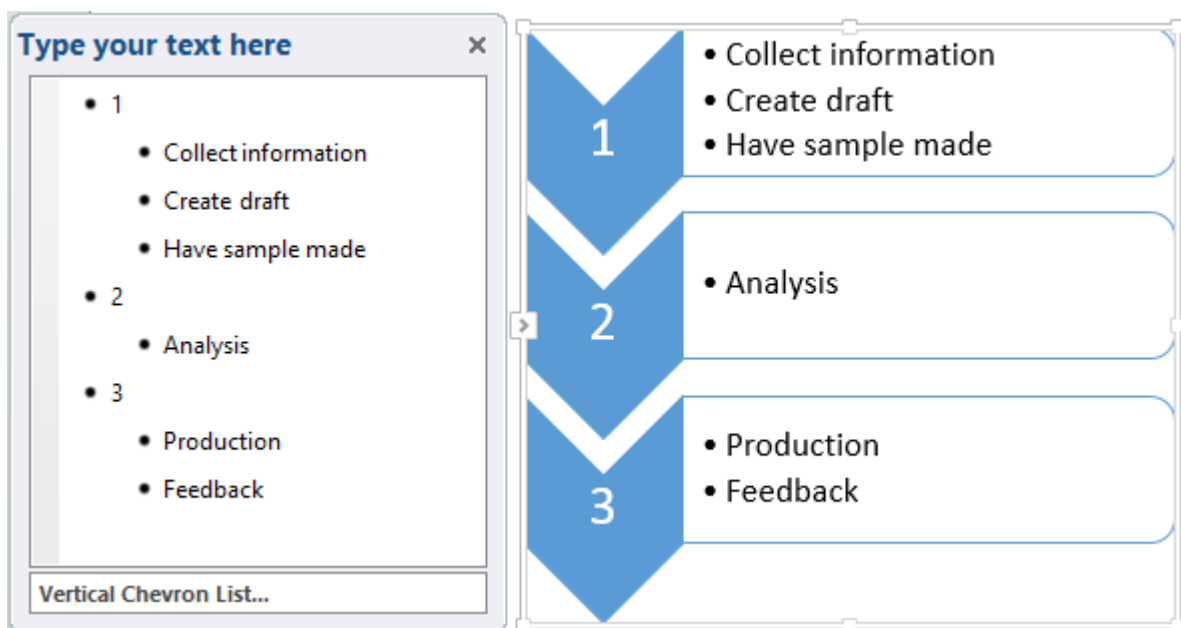 Type your text here
• 1
• Collect information
• Create draft
• Have sample made
• 2
• Analysis
• 3
• Production
• Feedback
Vertical Chevron List...
1
• Collect information
• Create draft
• Have sample made
2
• Analysis
3
• Production
• Feedback